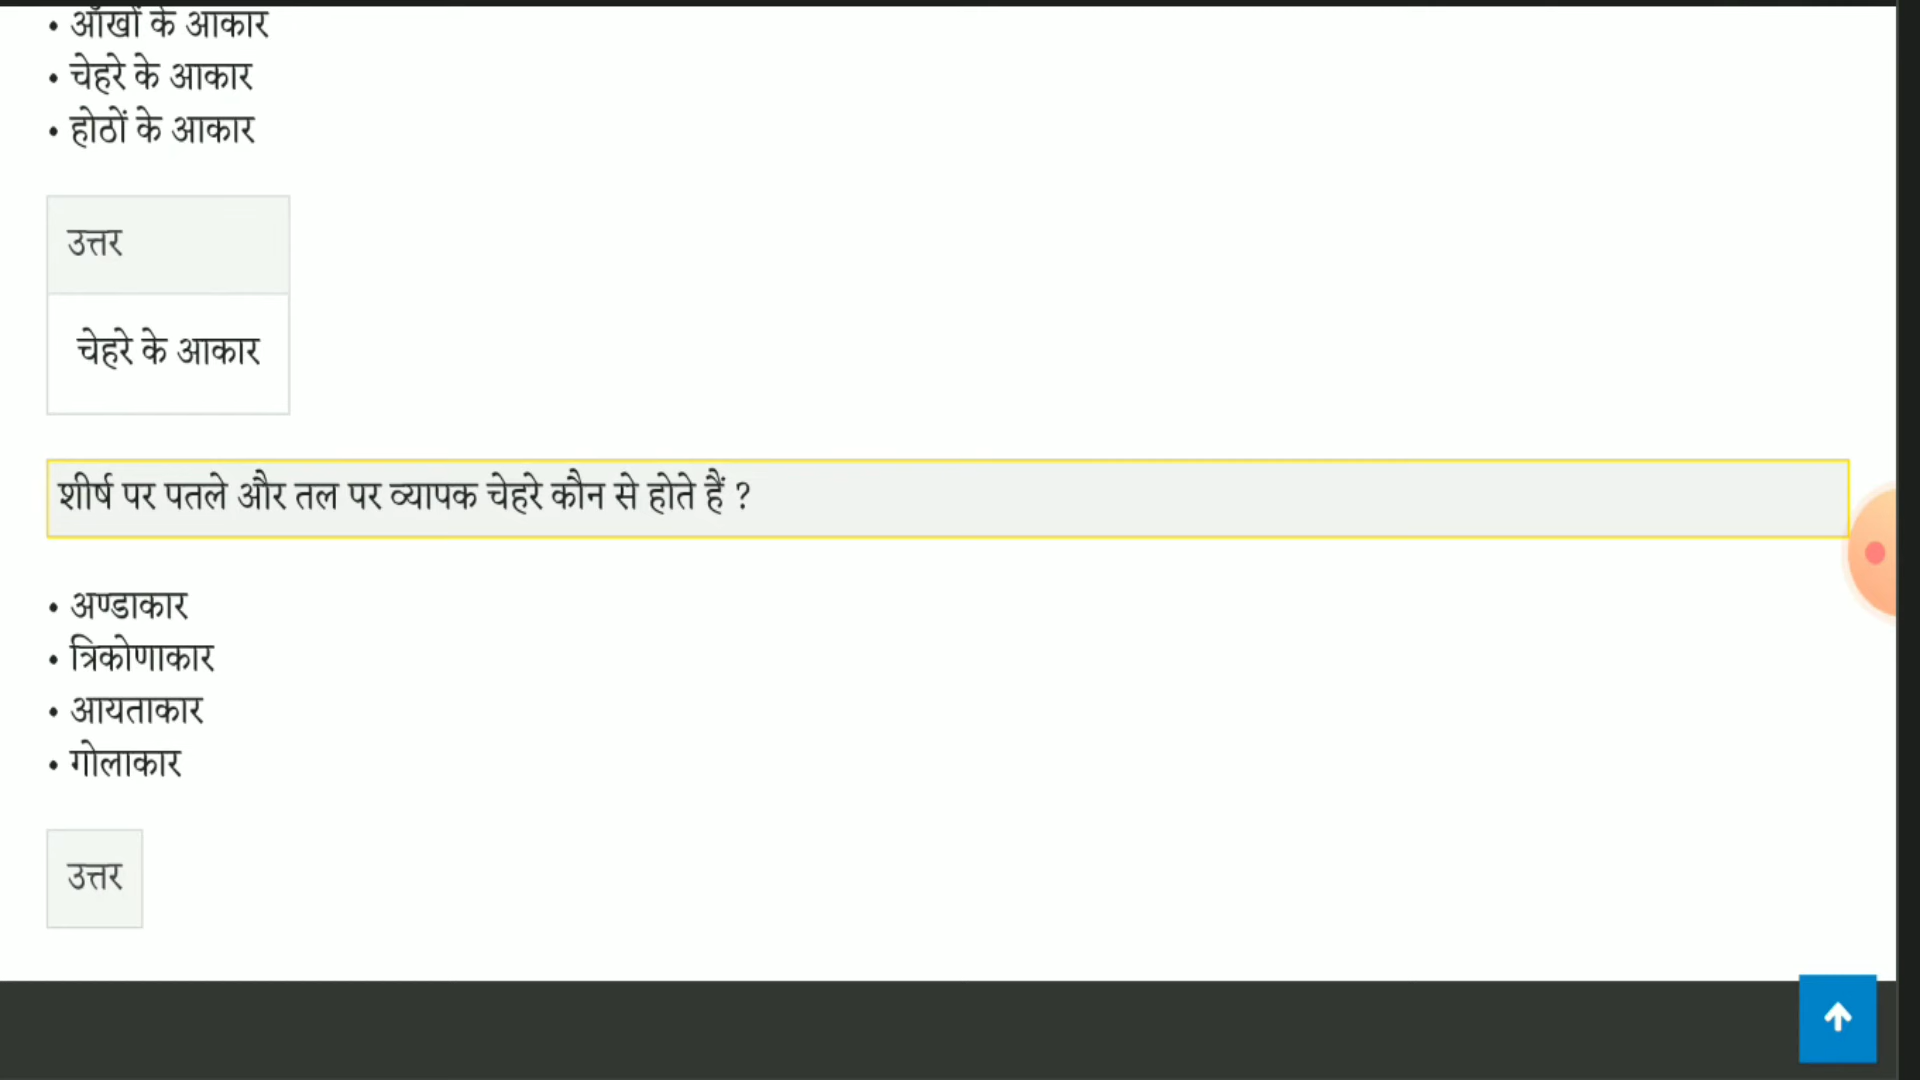 • आँखों के आकार
• चेहरे के आकार
• होठों के आकार
उत्तर
चेहरे के आकार
शीर्ष पर पतले और तल पर व्यापक चेहरे कौन से होते हैं ?
• अण्डाकार
• त्रिकोणाकार
• आयताकार
• गोलाकार
उत्तर